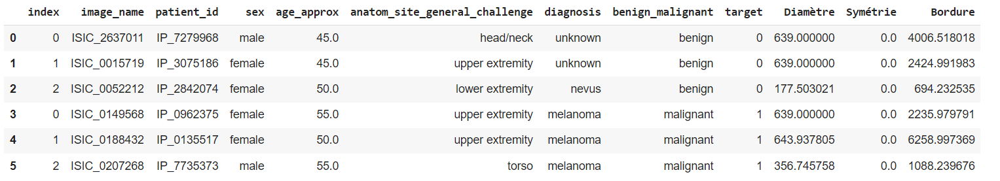 index image_name patient_id sex age_approx anatom_site_general_challenge diagnosis benign_malignant target Diamètre Symétrie Bordure
0 0 ISIC_2637011 IP_7279968 male 45.0 head/neck unknown benign 0 639.000000 0.0 4006.518018
1 1 ISIC_0015719 IP_3075186 female 45.0 upper extremity unknown benign 0 639.000000 0.0 2424.991983
2 2 ISIC_0052212 IP_2842074 female 50.0 lower extremity nevus benign 0 177.503021 0.0 694.232535
3 0 ISIC_0149568 IP_0962375 female 55.0 upper extremity melanoma malignant 1 639.000000 0.0 2235.979791
4 1 ISIC_0188432 IP_0135517 female 50.0 upper extremity melanoma malignant 1 643.937805 0.0 6258.997369
5 2 ISIC_0207268 IP_7735373 male 55.0 torso melanoma malignant 1 356.745758 0.0 1088.239676